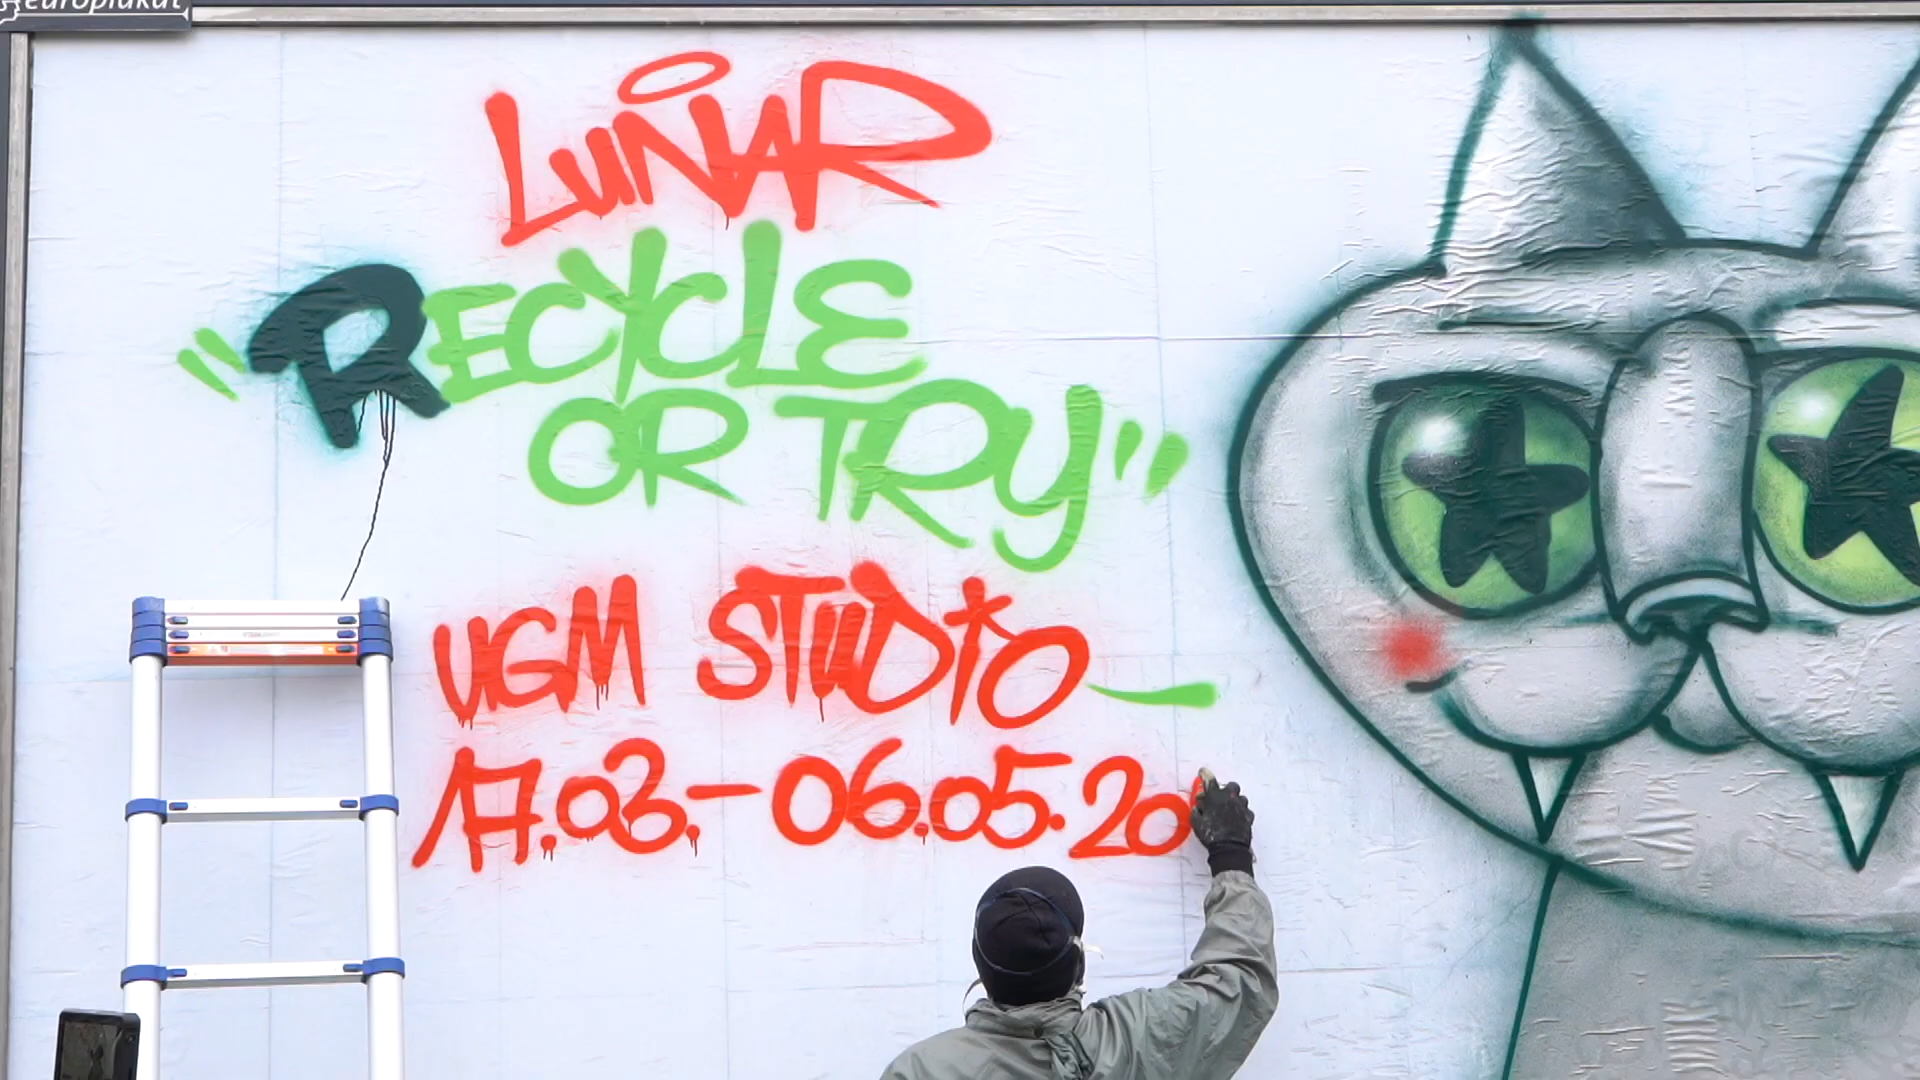 europlakat
LUNAR
"RECYCLE
OR TRY"
UGM STUDIO
17.03.-06.05.20